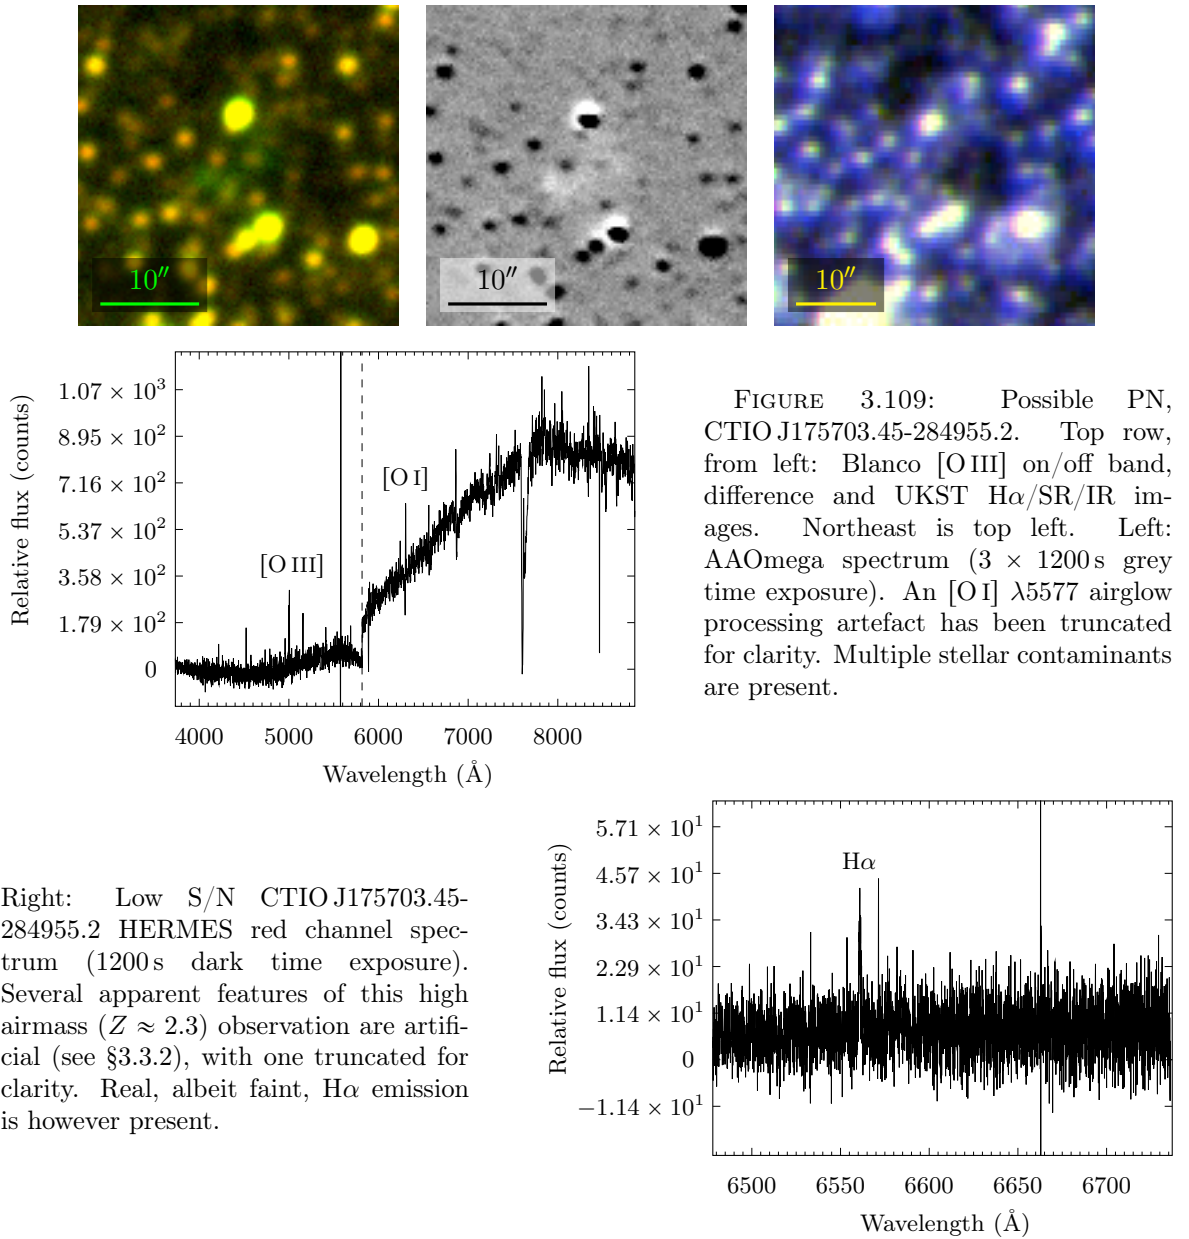 10″
10″
10″
Relative flux (counts)
1.07 × 10³
8.95 × 10²
7.16 × 10²
5.37 × 10²
3.58 × 10²
1.79 × 10²
0
[O III]
[O I]
4000 5000 6000 7000 8000
Wavelength (Å)
FIGURE 3.109: Possible PN,
CTIO J175703.45-284955.2. Top row,
from left: Blanco [O III] on/off band,
difference and UKST Hα/SR/IR im-
ages. Northeast is top left. Left:
AAOmega spectrum (3 × 1200 s grey
time exposure). An [O I] λ5577 airglow
processing artefact has been truncated
for clarity. Multiple stellar contaminants
are present.
Right: Low S/N CTIO J175703.45-
284955.2 HERMES red channel spec-
trum (1200 s dark time exposure).
Several apparent features of this high
airmass (Z ≈ 2.3) observation are artifi-
cial (see §3.3.2), with one truncated for
clarity. Real, albeit faint, Hα emission
is however present.
Relative flux (counts)
5.71 × 10¹
4.57 × 10¹
3.43 × 10¹
2.29 × 10¹
1.14 × 10¹
0
−1.14 × 10¹
Hα
6500 6550 6600 6650 6700
Wavelength (Å)